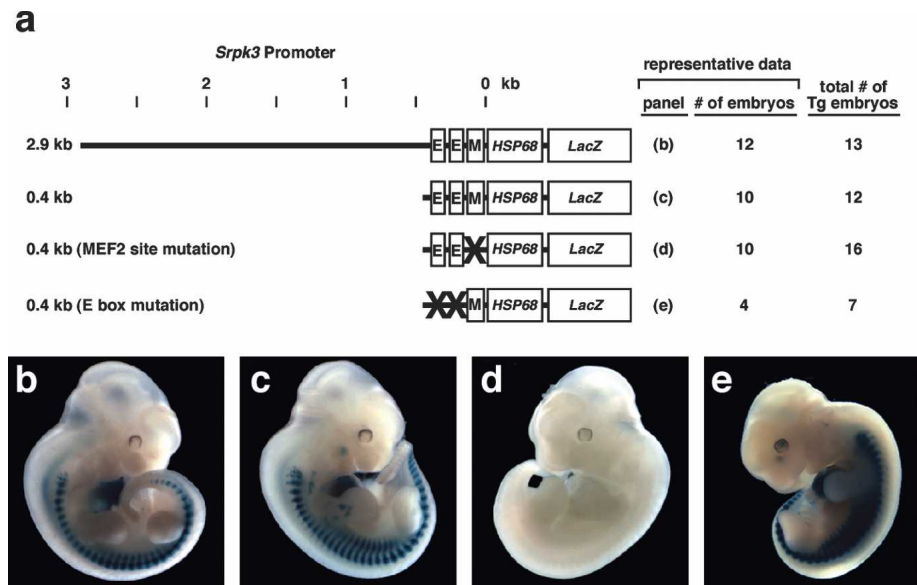 a
Srpk3 Promoter
representative data
3 2 1 0 kb
panel # of embryos total # of Tg embryos
2.9 kb E E M HSP68 LacZ (b) 12 13
0.4 kb E E M HSP68 LacZ (c) 10 12
0.4 kb (MEF2 site mutation) E E X HSP68 LacZ (d) 10 16
0.4 kb (E box mutation) X X M HSP68 LacZ (e) 4 7
b c d e